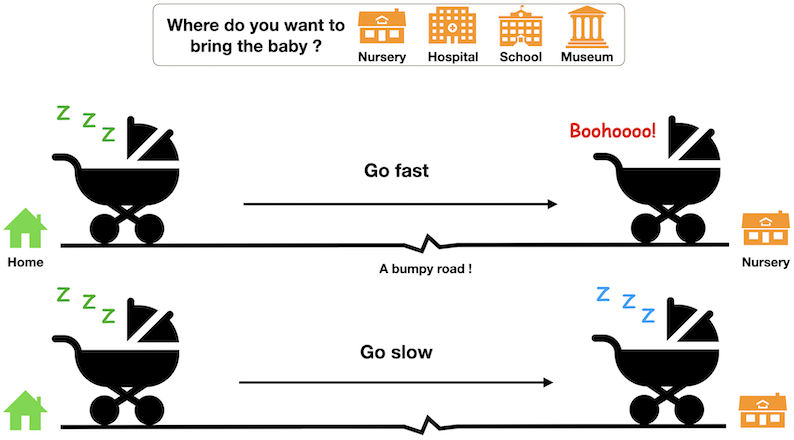 Where do you want to
bring the baby ?
Nursery Hospital School Museum
z z z
Boohoooo!
Go fast
Home
A bumpy road !
Nursery
z z z
z z z
Go slow